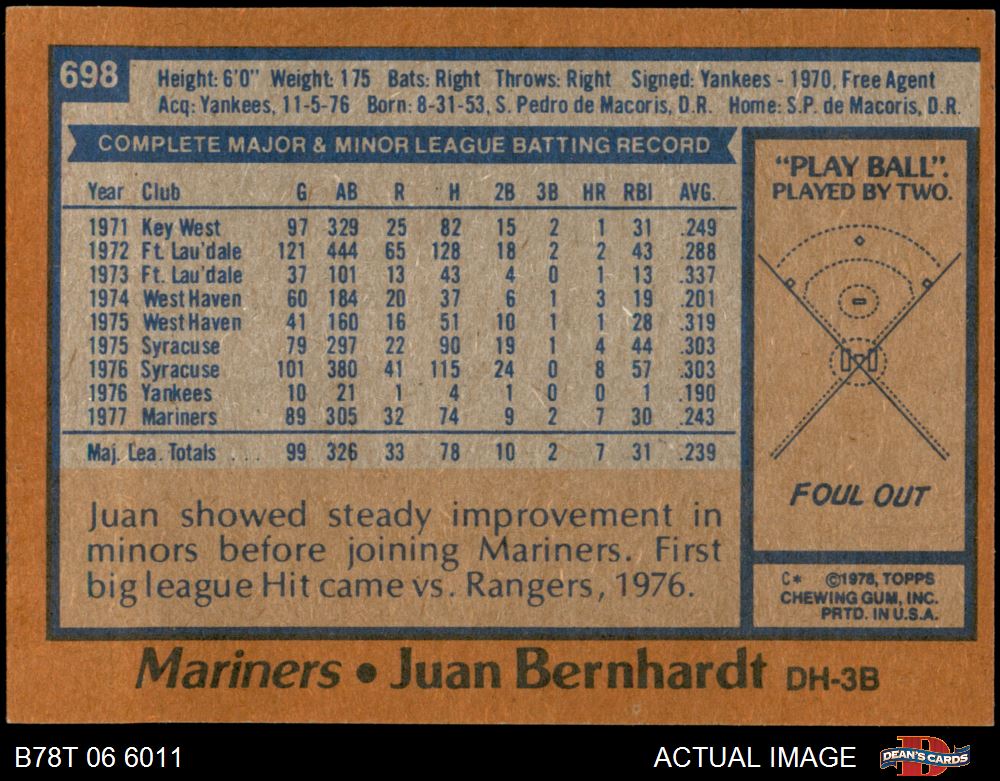 698
Height: 6'0" Weight: 175 Bats: Right Throws: Right Signed: Yankees - 1970, Free Agent
Acq: Yankees, 11-5-76 Born: 8-31-53, S. Pedro de Macoris, D.R. Home: S.P. de Macoris, D.R.
COMPLETE MAJOR & MINOR LEAGUE BATTING RECORD
Year Club G AB R H 2B 3B HR RBI AVG.
1971 Key West 97 329 25 82 15 2 1 31 .249
1972 Ft. Lau'dale 121 444 65 128 18 2 2 43 .288
1973 Ft. Lau'dale 37 101 13 43 4 0 1 13 .337
1974 West Haven 60 184 20 37 6 1 3 19 .201
1975 West Haven 41 160 16 51 10 1 1 28 .319
1975 Syracuse 79 297 22 90 19 1 4 44 .303
1976 Syracuse 101 380 41 115 24 0 8 57 .303
1976 Yankees 10 21 1 4 1 0 0 1 .190
1977 Mariners 89 305 32 74 9 2 7 30 .243
Maj. Lea. Totals . . . 99 326 33 78 10 2 7 31 .239
Juan showed steady improvement in
minors before joining Mariners. First
big league Hit came vs. Rangers, 1976.
"PLAY BALL".
PLAYED BY TWO.
FOUL OUT
C* ©1978, TOPPS
CHEWING GUM, INC.
PRTD. IN U.S.A.
Mariners • Juan Bernhardt DH-3B
B78T 06 6011
ACTUAL IMAGE
DEAN'S CARDS